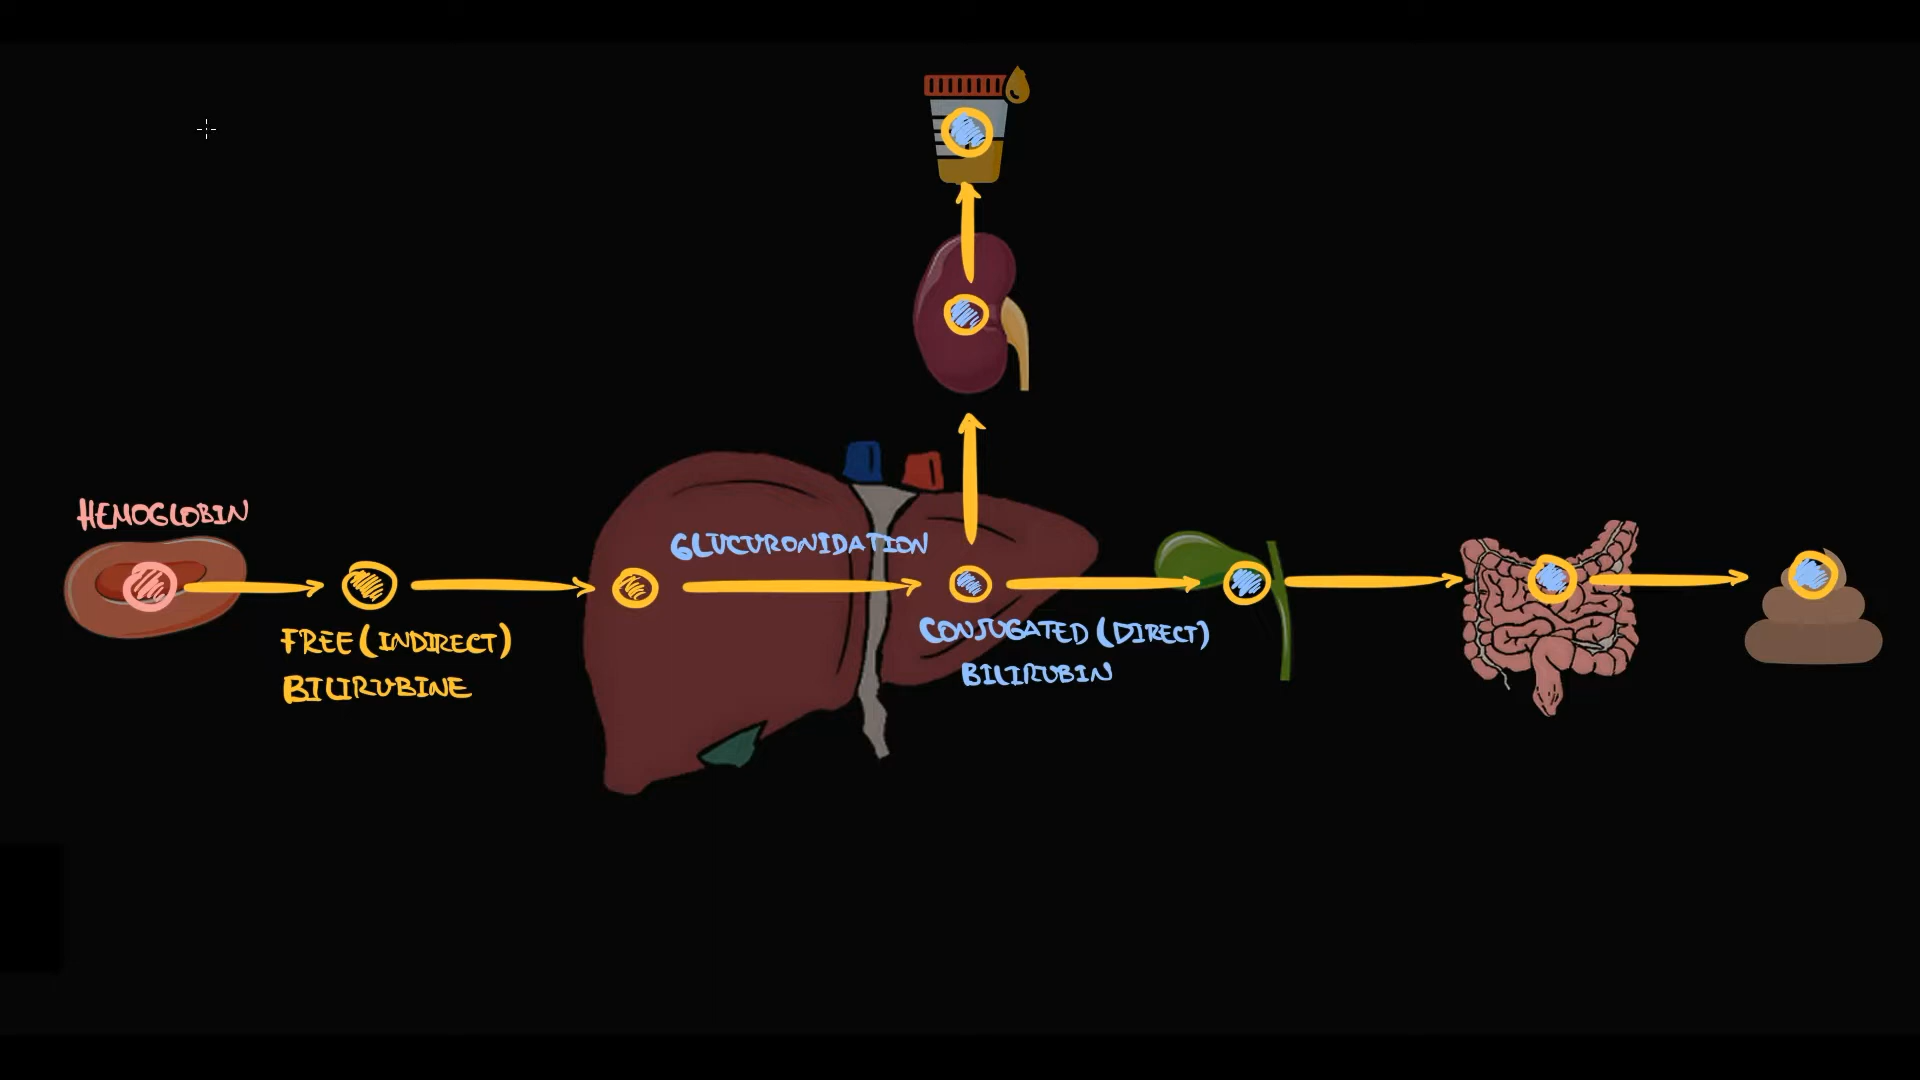 HEMOGLOBIN
GLUCURONIDATION
FREE (INDIRECT)
BILIRUBINE
CONJUGATED (DIRECT)
BILIRUBIN